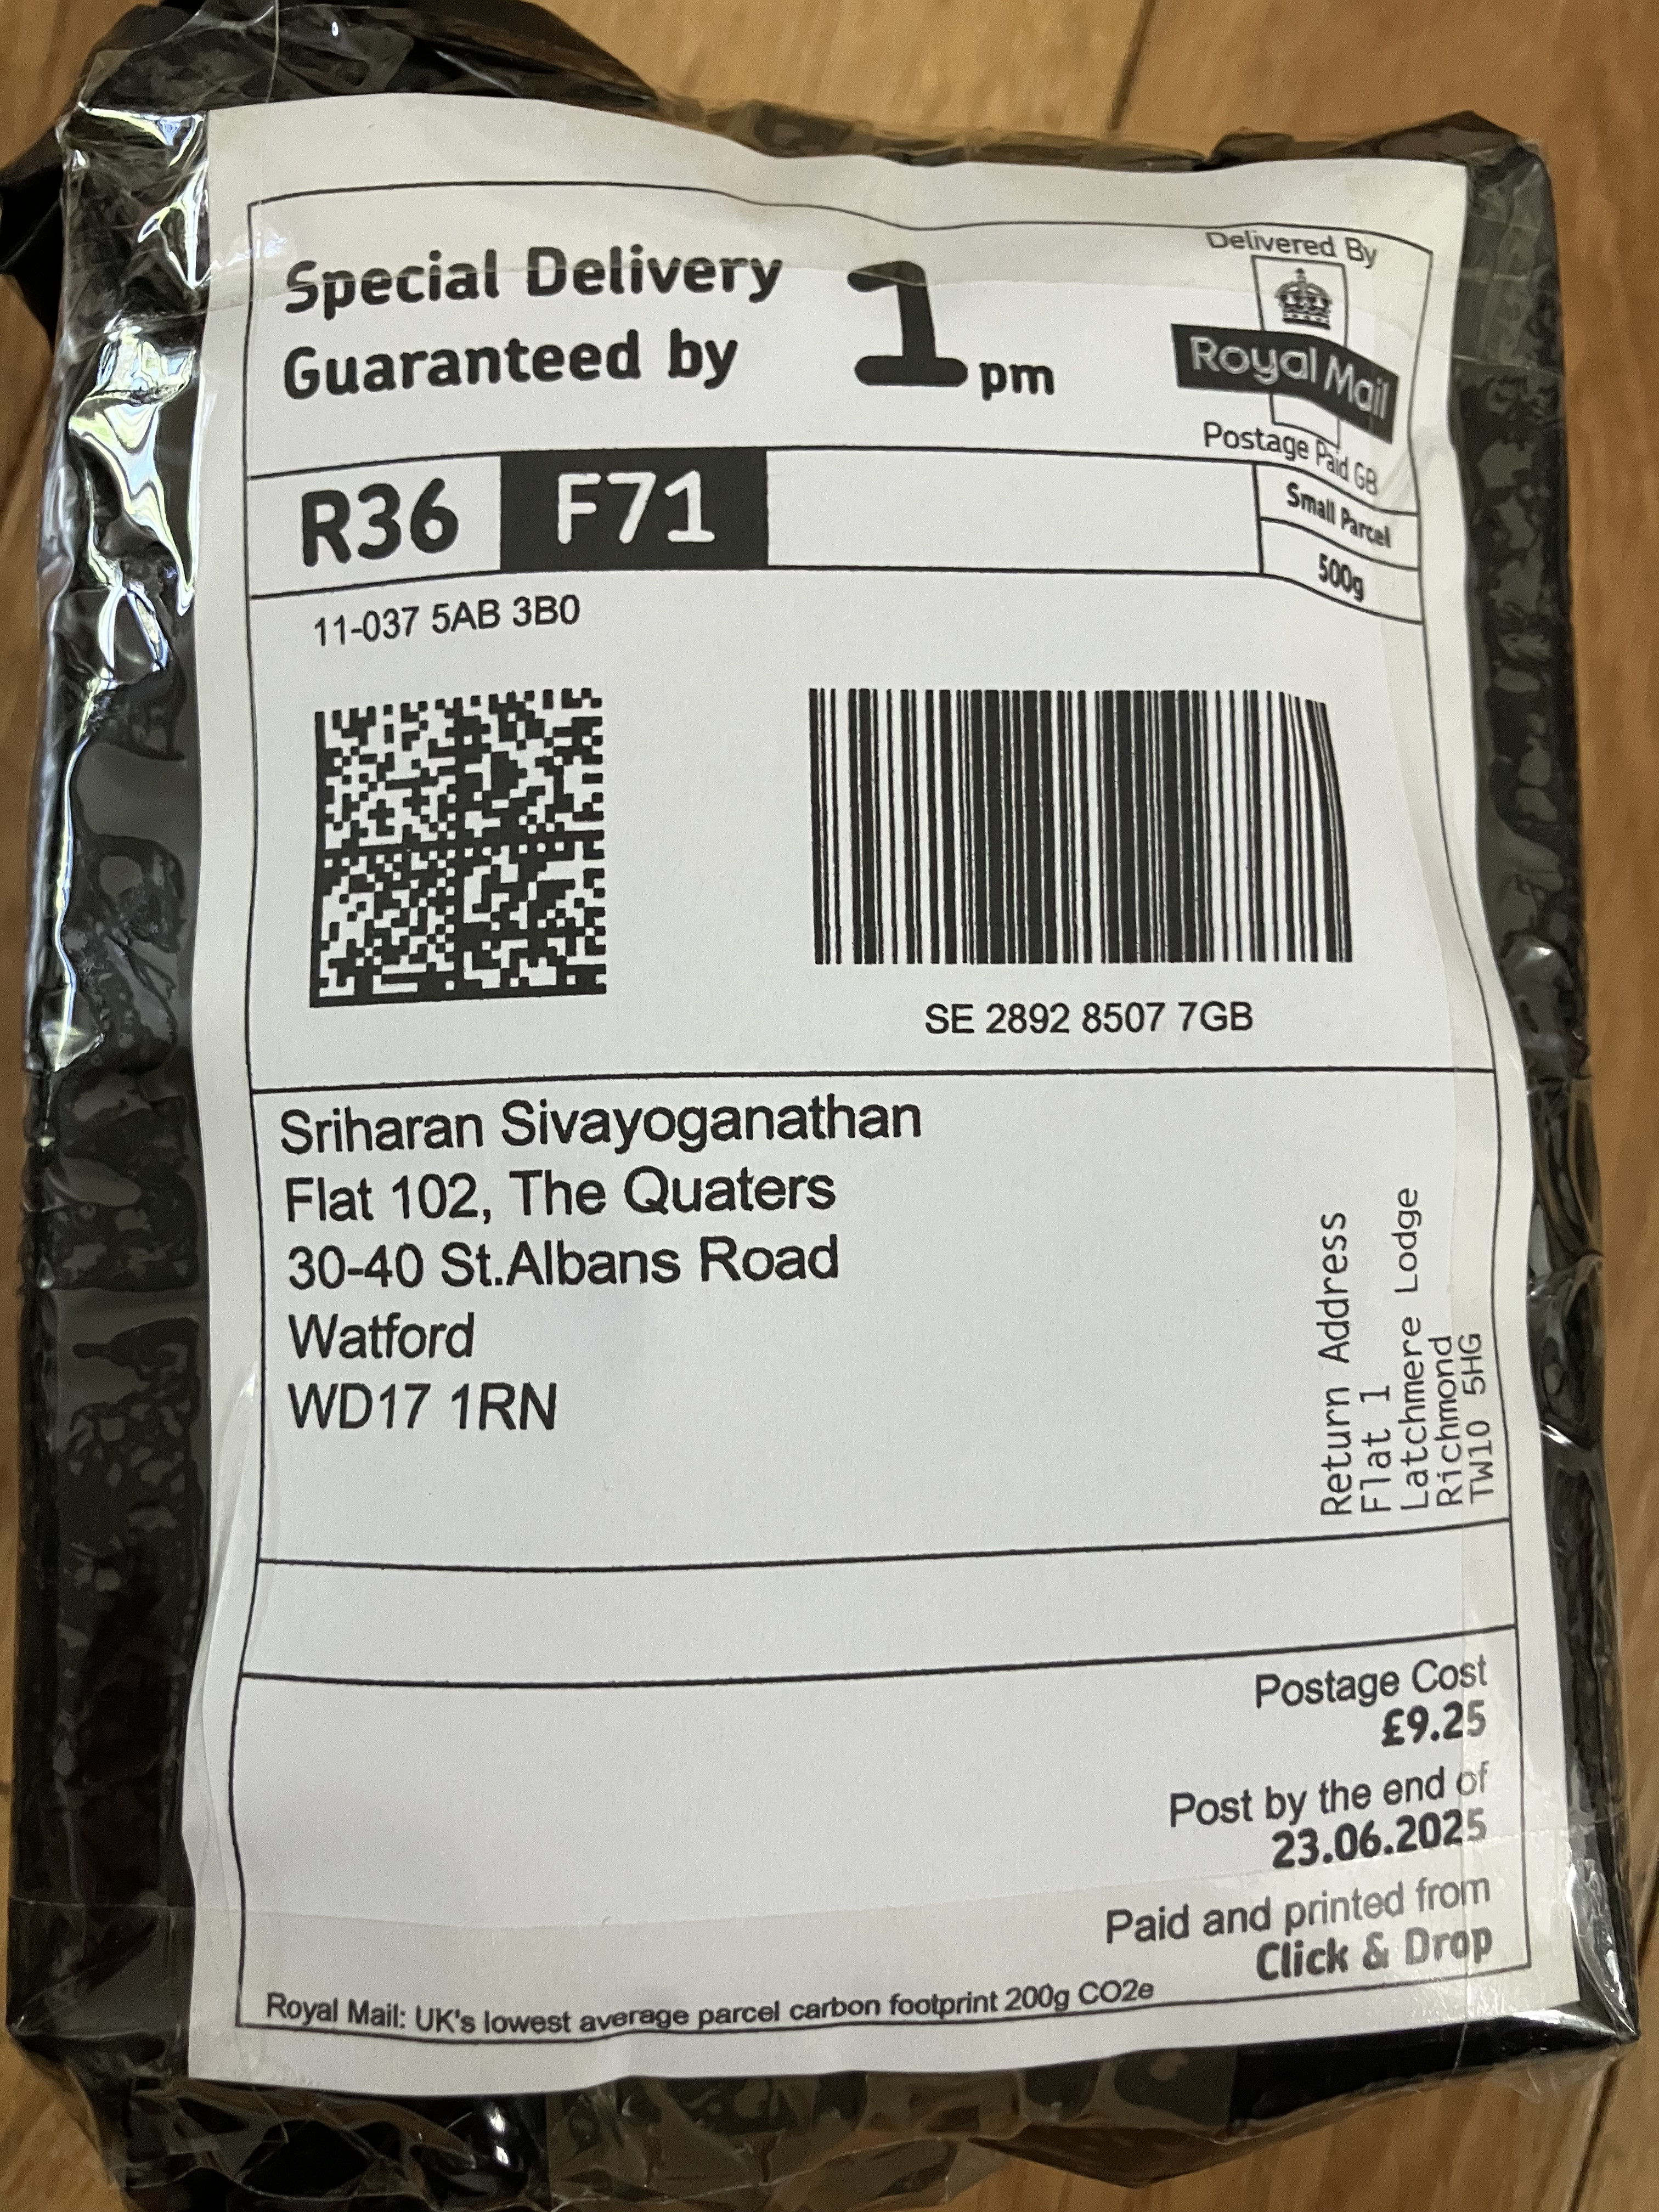 Special Delivery
Guaranteed by
1pm
Delivered By
Royal Mail
Postage Paid GB
R36
F71
Small Parcel
500g
11-037 5AB 3B0
SE 2892 8507 7GB
Sriharan Sivayoganathan
Flat 102, The Quaters
30-40 St.Albans Road
Watford
WD17 1RN
Return Address
Flat 1
Latchmere Lodge
Richmond
TW10 5HG
Postage Cost
£9.25
Post by the end of
23.06.2025
Paid and printed from
Click & Drop
Royal Mail: UK's lowest average parcel carbon footprint 200g CO2e